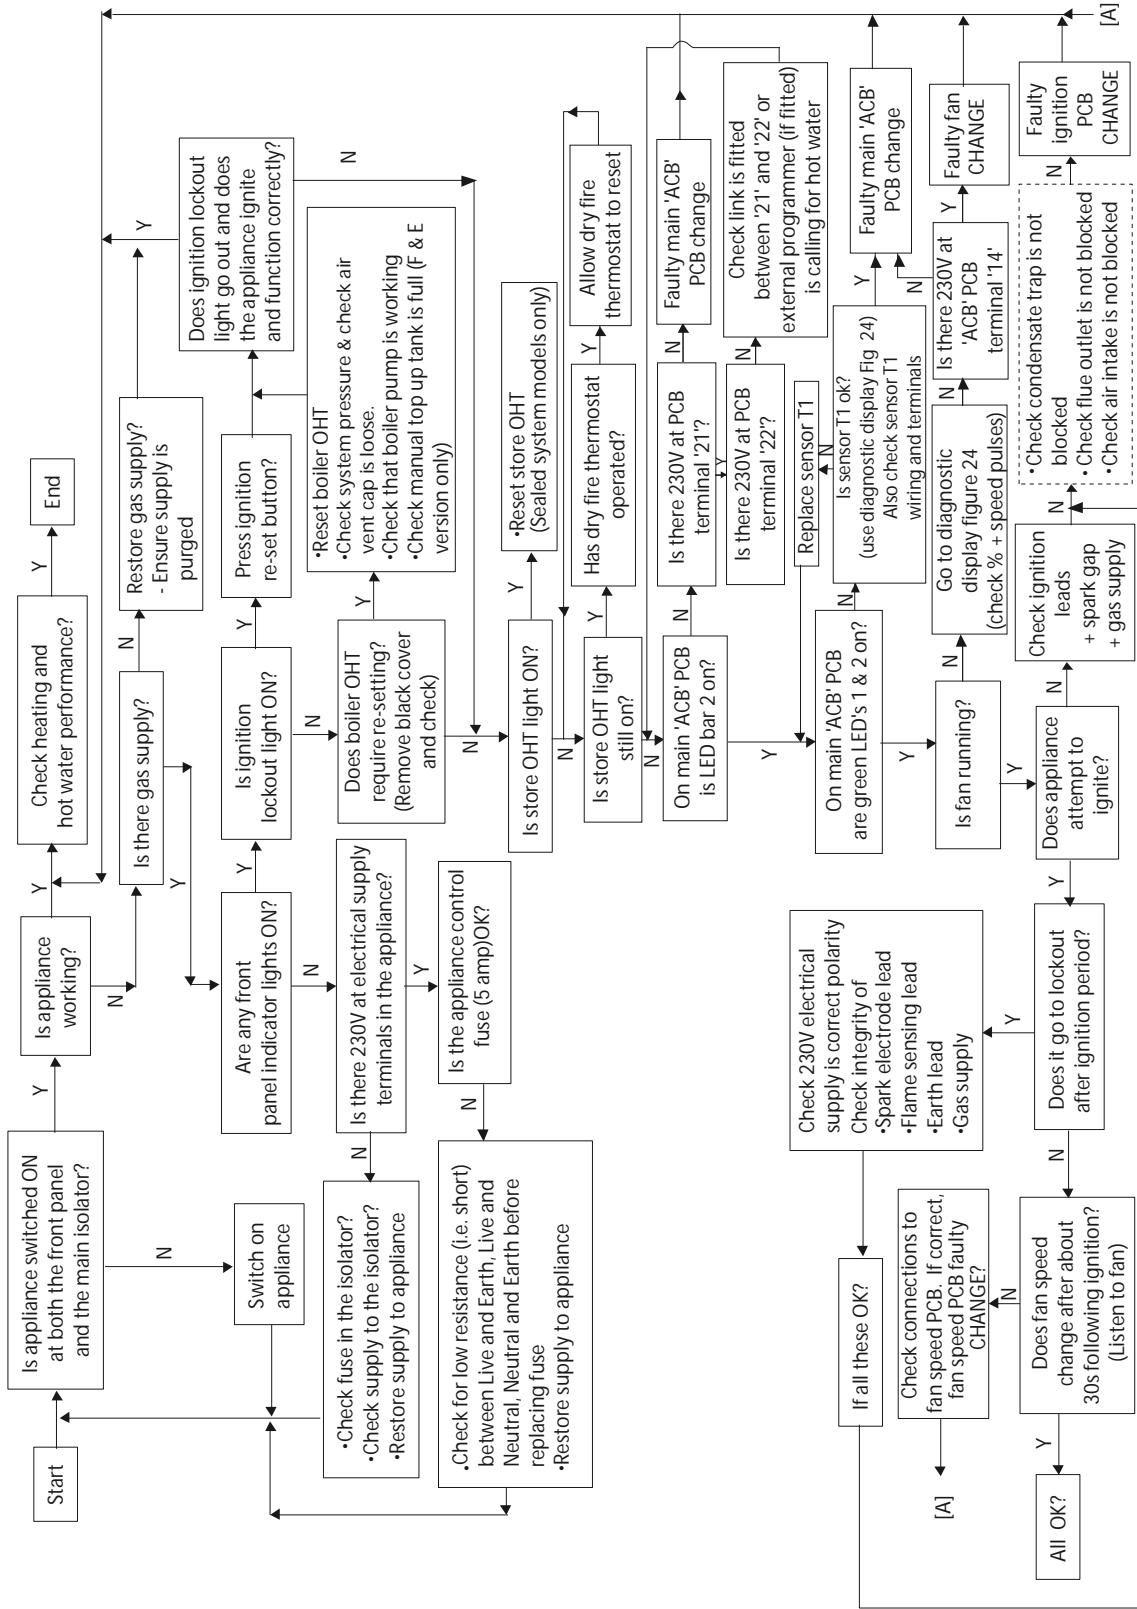 Start
Is appliance switched ON
at both the front panel
and the main isolator?
Y
N
Switch on
appliance
Is appliance
working?
Y
N
Check heating and
hot water performance?
Y
End
Is there gas supply?
N
Y
Restore gas supply?
- Ensure supply is
purged
Y
Are any front
panel indicator lights ON?
Y
N
Is ignition
lockout light ON?
Y
N
Press ignition
re-set button?
Does ignition lockout
light go out and does
the appliance ignite
and function correctly?
N
Is there 230V at electrical supply
terminals in the appliance?
N
Y
•Check fuse in the isolator?
•Check supply to the isolator?
•Restore supply to appliance
Is the appliance control
fuse (5 amp)OK?
N
•Check for low resistance (i.e. short)
between Live and Earth, Live and
Neutral, Neutral and Earth before
replacing fuse
•Restore supply to appliance
Does boiler OHT
require re-setting?
(Remove black cover
and check)
Y
N
•Reset boiler OHT
•Check system pressure & check air
vent cap is loose.
•Check that boiler pump is working
•Check manual top up tank is full (F & E
version only)
Is store OHT light ON?
Y
N
•Reset store OHT
(Sealed system models only)
Is store OHT light
still on?
Y
N
Has dry fire thermostat
operated?
Y
Allow dry fire
thermostat to reset
On main 'ACB' PCB
is LED bar 2 on?
N
Y
Is there 230V at PCB
terminal '21'?
N
Y
Faulty main 'ACB'
PCB change
Is there 230V at PCB
terminal '22'?
N
Check link is fitted
between '21' and '22' or
external programmer (if fitted)
is calling for hot water
Replace sensor T1
On main 'ACB' PCB
are green LED's 1 & 2 on?
N
Y
Is sensor T1 ok?
(use diagnostic display Fig  24)
Also check sensor T1
wiring and terminals
N
Y
Faulty main 'ACB'
PCB change
Is fan running?
N
Y
Go to diagnostic
display figure 24
(check % + speed pulses)
N
Is there 230V at
'ACB' PCB
terminal '14'
N
Y
Faulty fan
CHANGE
Does appliance
attempt to
ignite?
N
Y
Check ignition
leads
+ spark gap
+ gas supply
N
•Check condensate trap is not
blocked
•Check flue outlet is not blocked
•Check air intake is not blocked
N
Faulty
ignition
PCB
CHANGE
[A]
Does it go to lockout
after ignition period?
Y
N
Check 230V electrical
supply is correct polarity
Check integrity of
•Spark electrode lead
•Flame sensing lead
•Earth lead
•Gas supply
If all these OK?
Does fan speed
change after about
30s following ignition?
(Listen to fan)
N
Y
Check connections to
fan speed PCB. If correct,
fan speed PCB faulty
CHANGE?
[A]
All OK?